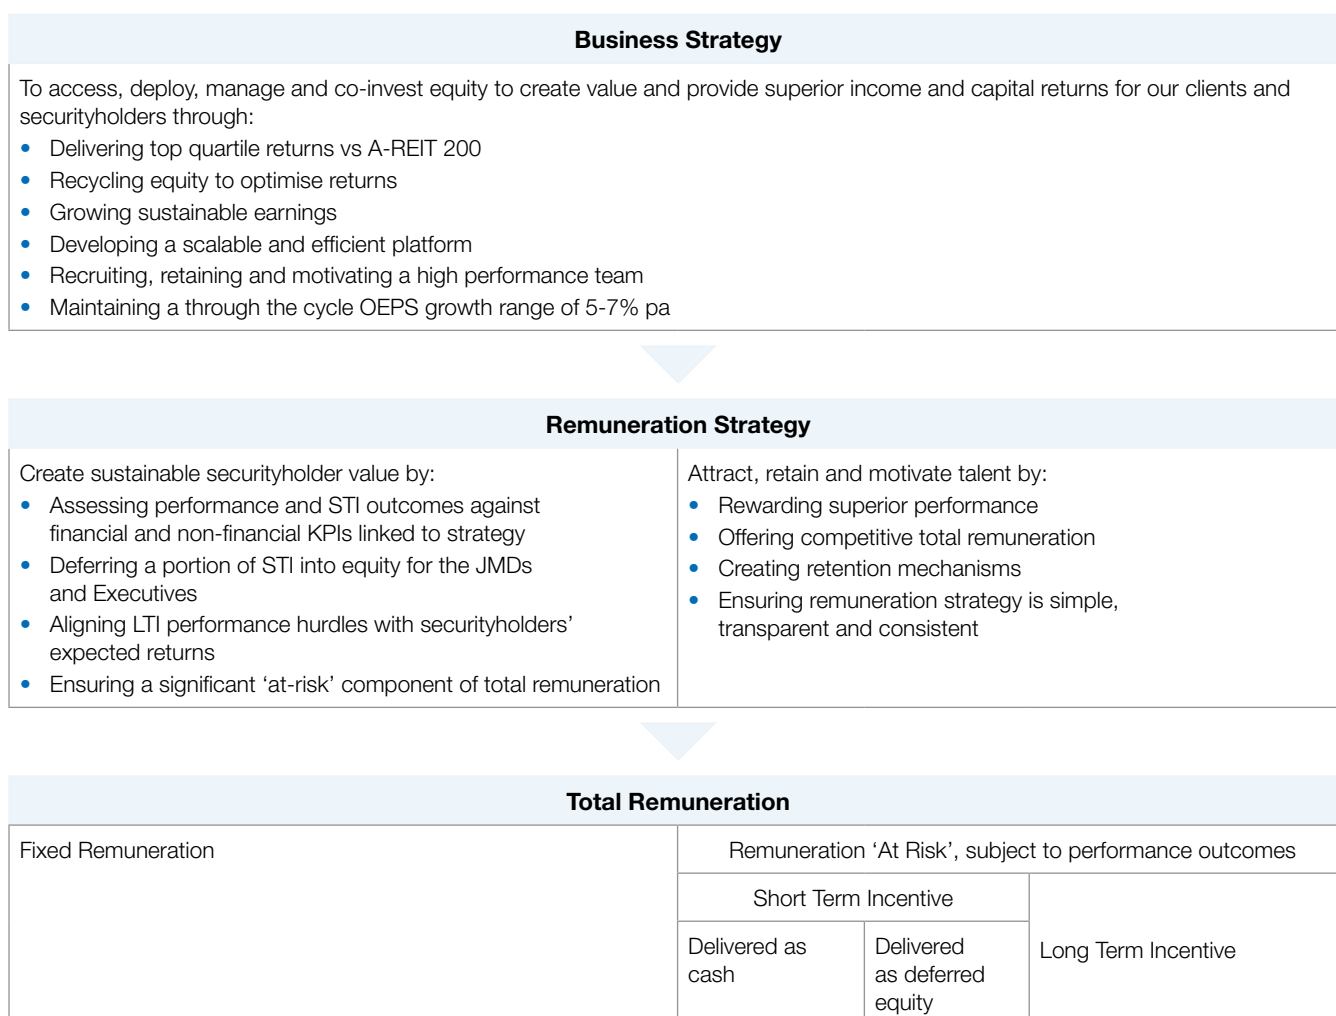 Business Strategy
To access, deploy, manage and co-invest equity to create value and provide superior income and capital returns for our clients and
securityholders through:
• Delivering top quartile returns vs A-REIT 200
• Recycling equity to optimise returns
• Growing sustainable earnings
• Developing a scalable and efficient platform
• Recruiting, retaining and motivating a high performance team
• Maintaining a through the cycle OEPS growth range of 5-7% pa
Remuneration Strategy
Create sustainable securityholder value by:
• Assessing performance and STI outcomes against
financial and non-financial KPIs linked to strategy
• Deferring a portion of STI into equity for the JMDs
and Executives
• Aligning LTI performance hurdles with securityholders’
expected returns
• Ensuring a significant ‘at-risk’ component of total remuneration
Attract, retain and motivate talent by:
• Rewarding superior performance
• Offering competitive total remuneration
• Creating retention mechanisms
• Ensuring remuneration strategy is simple,
transparent and consistent
Total Remuneration
Fixed Remuneration
Remuneration ‘At Risk’, subject to performance outcomes
Short Term Incentive
Delivered as
cash
Delivered
as deferred
equity
Long Term Incentive